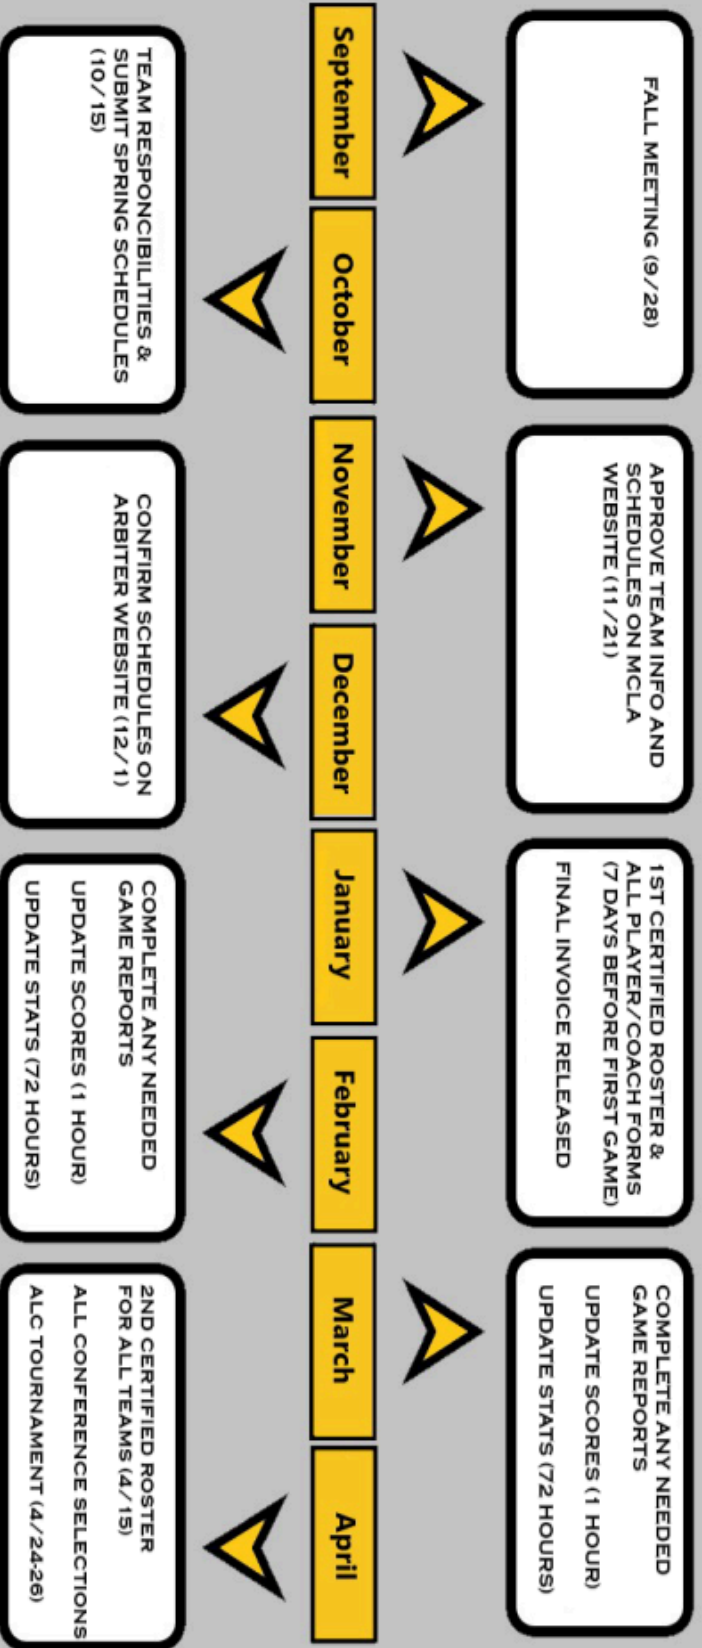 FALL MEETING (9/28)
APPROVE TEAM INFO AND
SCHEDULES ON MCLA
WEBSITE (11/21)
1ST CERTIFIED ROSTER &
ALL PLAYER/COACH FORMS
(7 DAYS BEFORE FIRST GAME)
FINAL INVOICE RELEASED
COMPLETE ANY NEEDED
GAME REPORTS
UPDATE SCORES (1 HOUR)
UPDATE STATS (72 HOURS)
September
October
November
December
January
February
March
April
TEAM RESPONCIBILITIES &
SUBMIT SPRING SCHEDULES
(10/15)
CONFIRM SCHEDULES ON
ARBITER WEBSITE (12/1)
COMPLETE ANY NEEDED
GAME REPORTS
UPDATE SCORES (1 HOUR)
UPDATE STATS (72 HOURS)
2ND CERTIFIED ROSTER
FOR ALL TEAMS (4/15)
ALL CONFERENCE SELECTIONS
ALC TOURNAMENT (4/24-26)